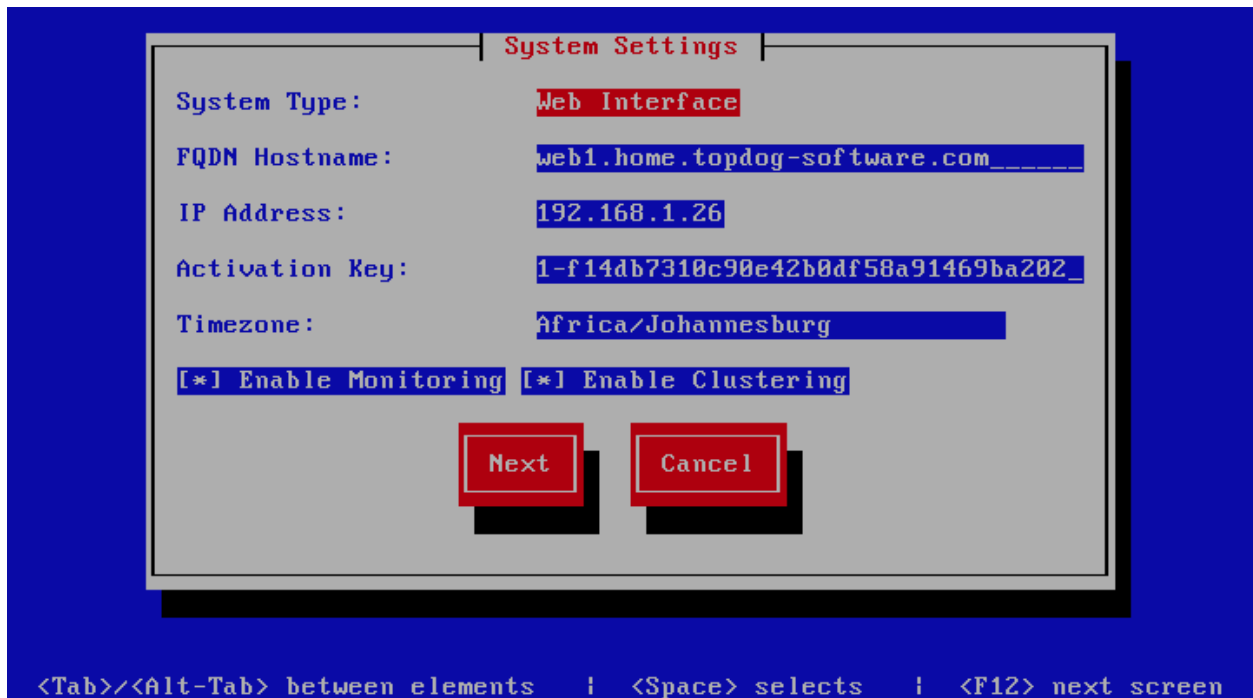 System Settings
System Type: Web Interface
FQDN Hostname: web1.home.topdog-software.com______
IP Address: 192.168.1.26
Activation Key: 1-f14db7310c90e42b0df58a91469ba202_
Timezone: Africa/Johannesburg
[*] Enable Monitoring [*] Enable Clustering
Next Cancel
<Tab>/<Alt-Tab> between elements | <Space> selects | <F12> next screen